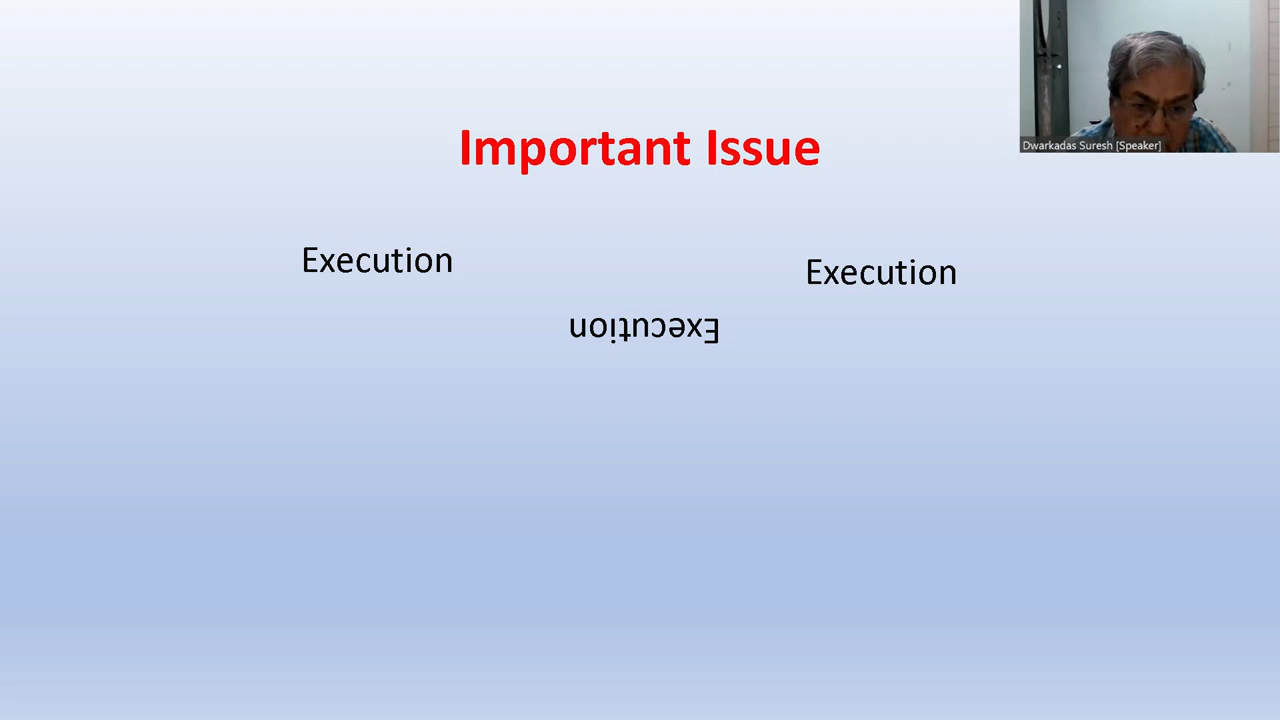 Important Issue
Dwarkadas Suresh [Speaker]
Execution
Execution
Execution